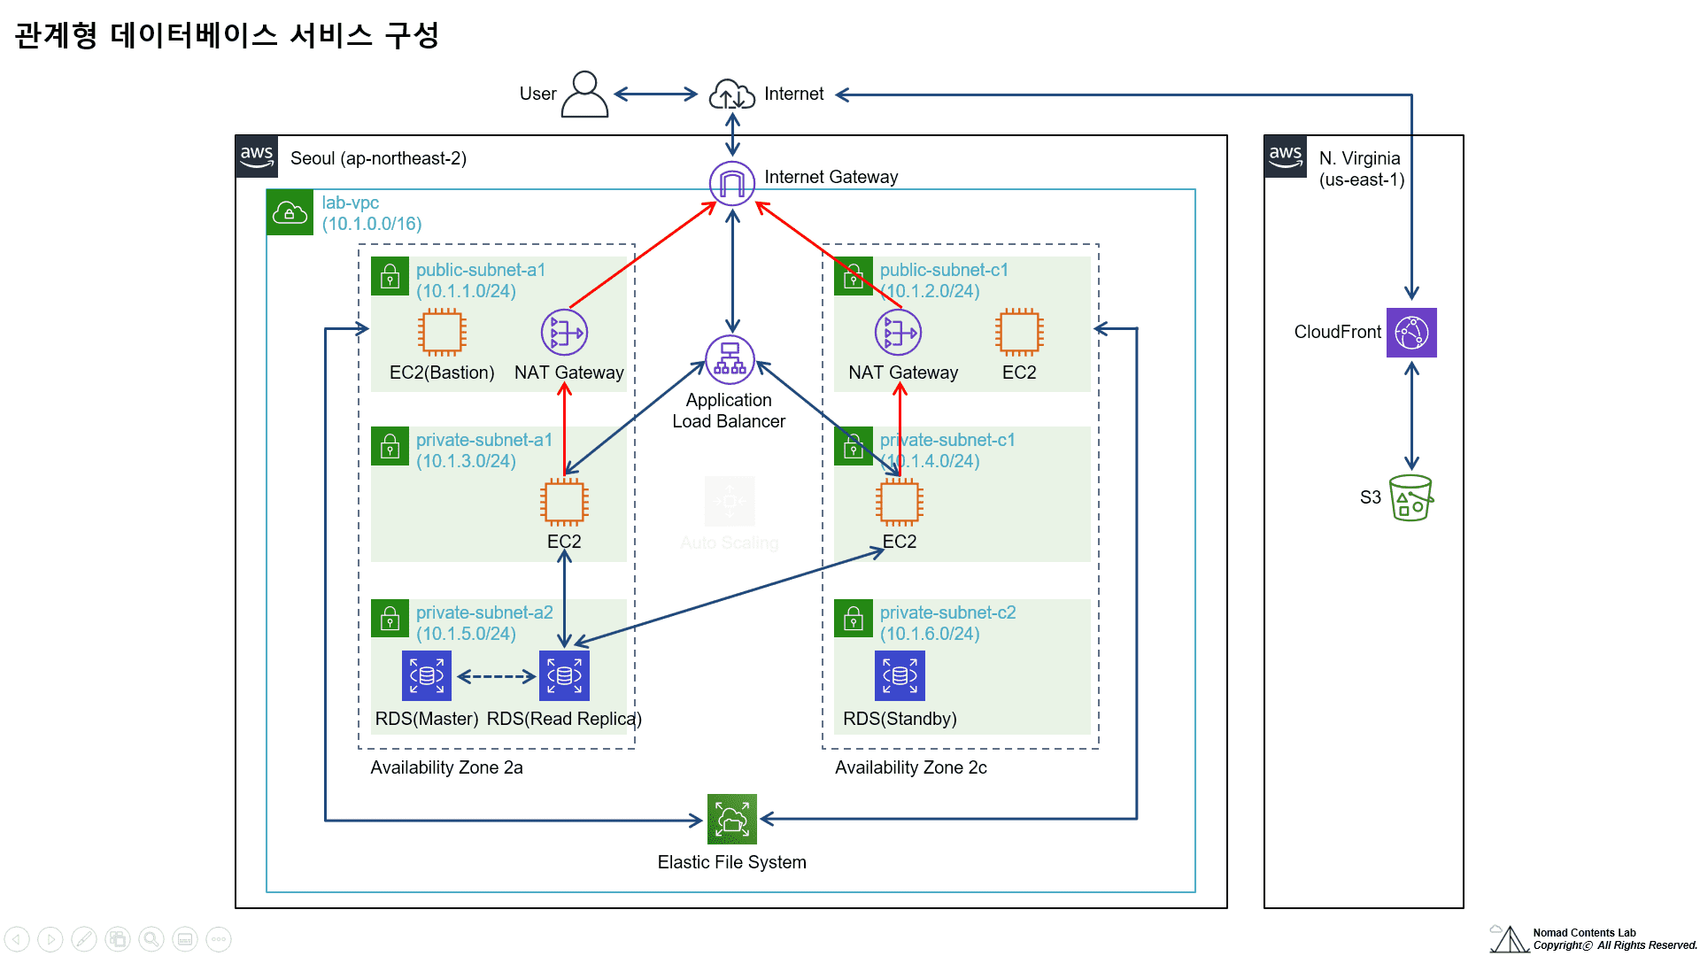 관계형 데이터베이스 서비스 구성
User
Internet
aws
Seoul (ap-northeast-2)
aws
N. Virginia
(us-east-1)
Internet Gateway
lab-vpc
(10.1.0.0/16)
public-subnet-a1
(10.1.1.0/24)
public-subnet-c1
(10.1.2.0/24)
EC2(Bastion)
NAT Gateway
NAT Gateway
EC2
CloudFront
Application
Load Balancer
private-subnet-a1
(10.1.3.0/24)
private-subnet-c1
(10.1.4.0/24)
S3
EC2
Auto Scaling
EC2
private-subnet-a2
(10.1.5.0/24)
private-subnet-c2
(10.1.6.0/24)
RDS(Master)
RDS(Read Replica)
RDS(Standby)
Availability Zone 2a
Availability Zone 2c
Elastic File System
Nomad Contents Lab
Copyright© All Rights Reserved.